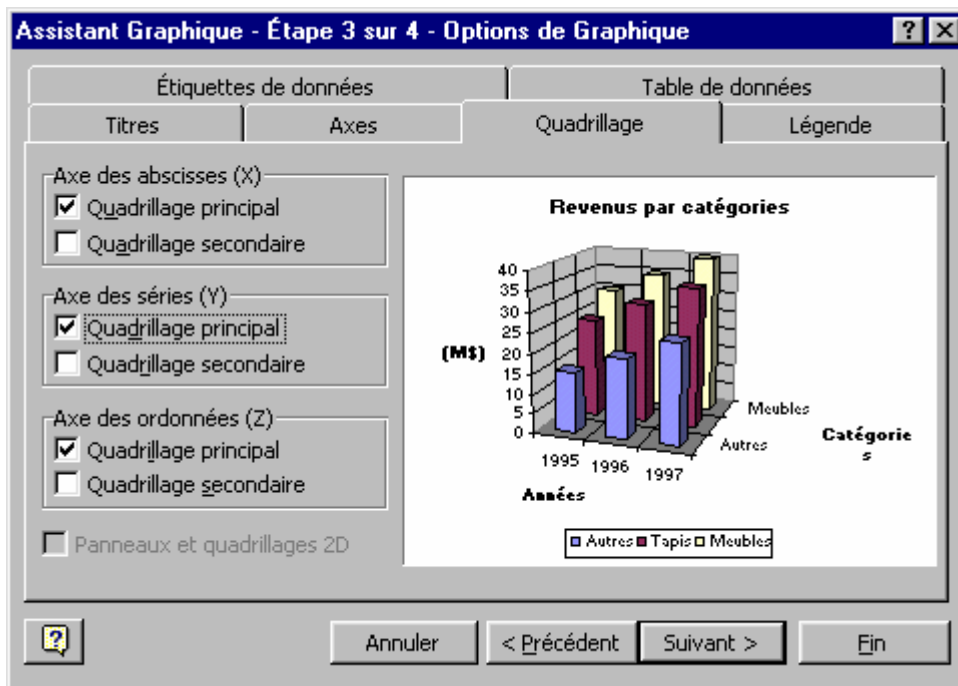 Assistant Graphique - Étape 3 sur 4 - Options de Graphique
Étiquettes de données
Table de données
Titres
Axes
Quadrillage
Légende
Axe des abscisses (X)
Quadrillage principal
Quadrillage secondaire
Axe des séries (Y)
Quadrillage principal
Quadrillage secondaire
Axe des ordonnées (Z)
Quadrillage principal
Quadrillage secondaire
Panneaux et quadrillages 2D
Revenus par catégories
40
35
30
25
20
15
10
5
0
(M$)
1995
1996
1997
Années
Meubles
Autres
Catégorie
s
Autres Tapis Meubles
?
Annuler
< Précédent
Suivant >
Fin